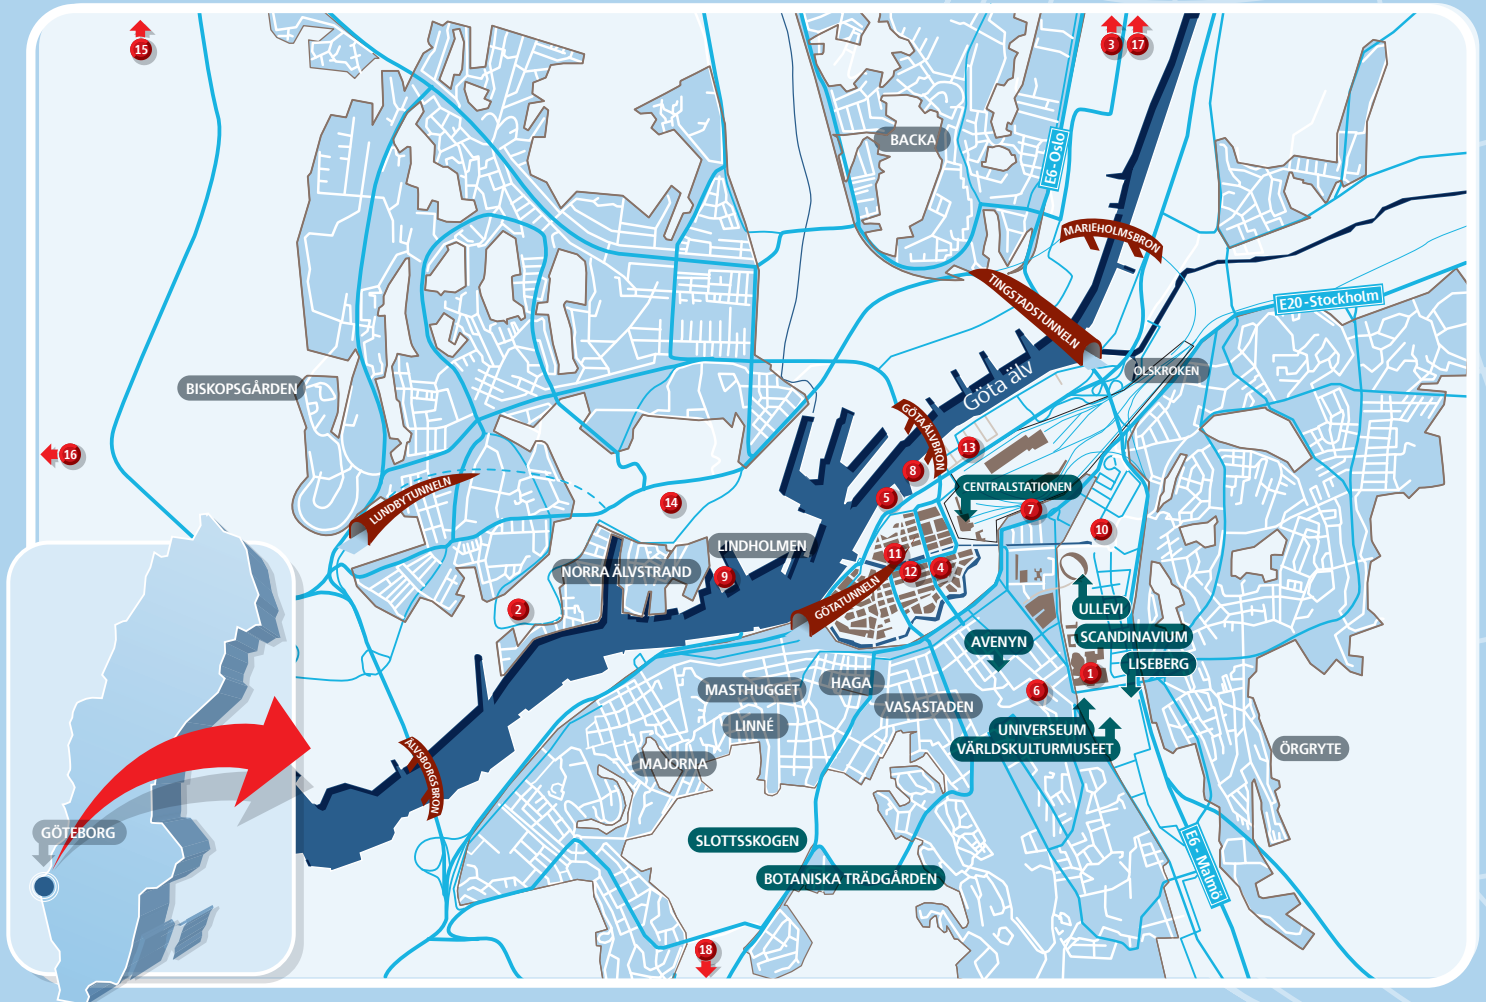 15
3
17
BACKA
E6-Oslo
MARIEHOLMSBRON
TINGSTADSTUNNELN
E20-Stockholm
Göta älv
OLSKROKEN
BISKOPSGÅRDEN
GÖTAÄLVBRON
16
13
8
LUNDBYTUNNELN
CENTRALSTATIONEN
5
14
7
10
LINDHOLMEN
11
NORRA ÄLVSTRAND
9
12
4
GÖTATUNNELN
2
ULLEVI
AVENYN
SCANDINAVIUM
LISEBERG
1
HAGA
MASTHUGGET
6
VASASTADEN
LINNÉ
UNIVERSEUM
VÄRLDSKULTURMUSEET
ÖRGRYTE
MAJORNA
ÄLVSBORGSBRON
GÖTEBORG
SLOTTSSKOGEN
E6 - Malmö
BOTANISKA TRÄDGÅRDEN
18